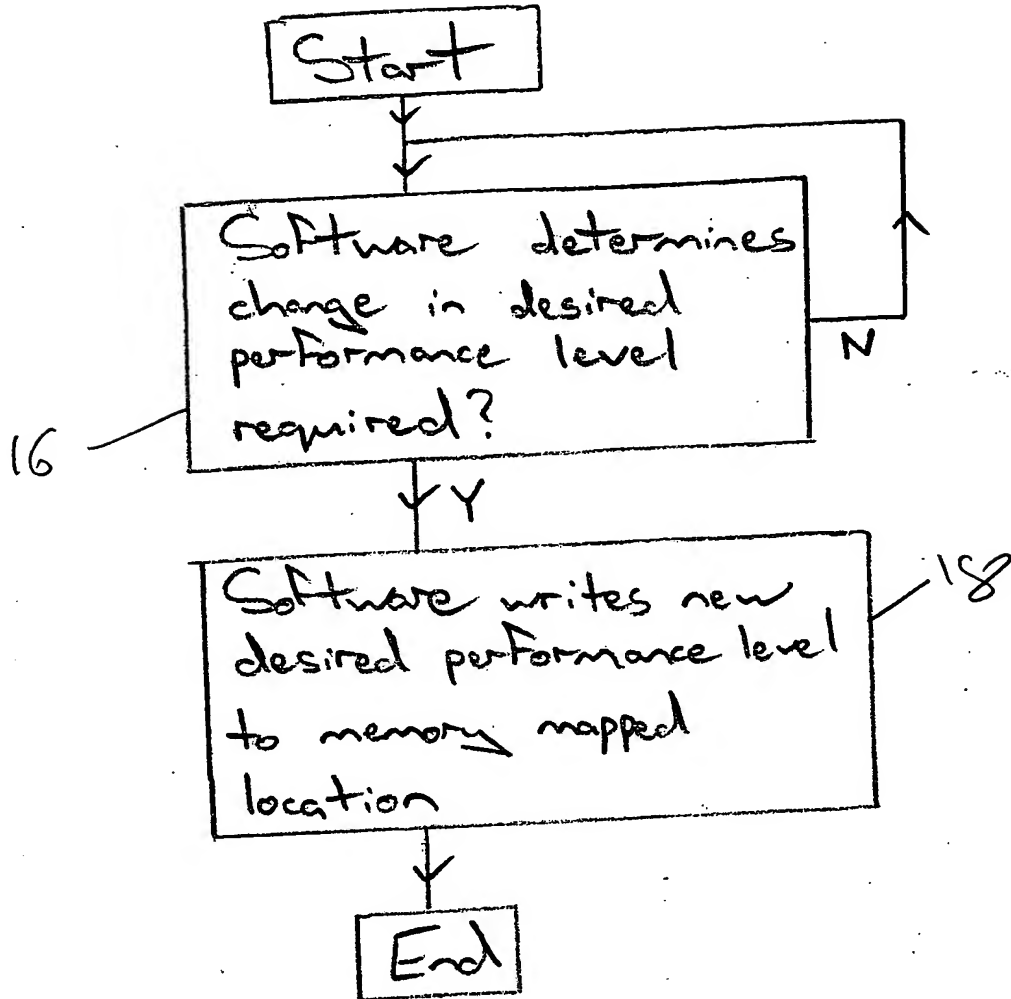 Start
Software determines
change in desired
performance level
required?
N
16
Y
Software writes new
desired performance level
to memory mapped
location
18
End